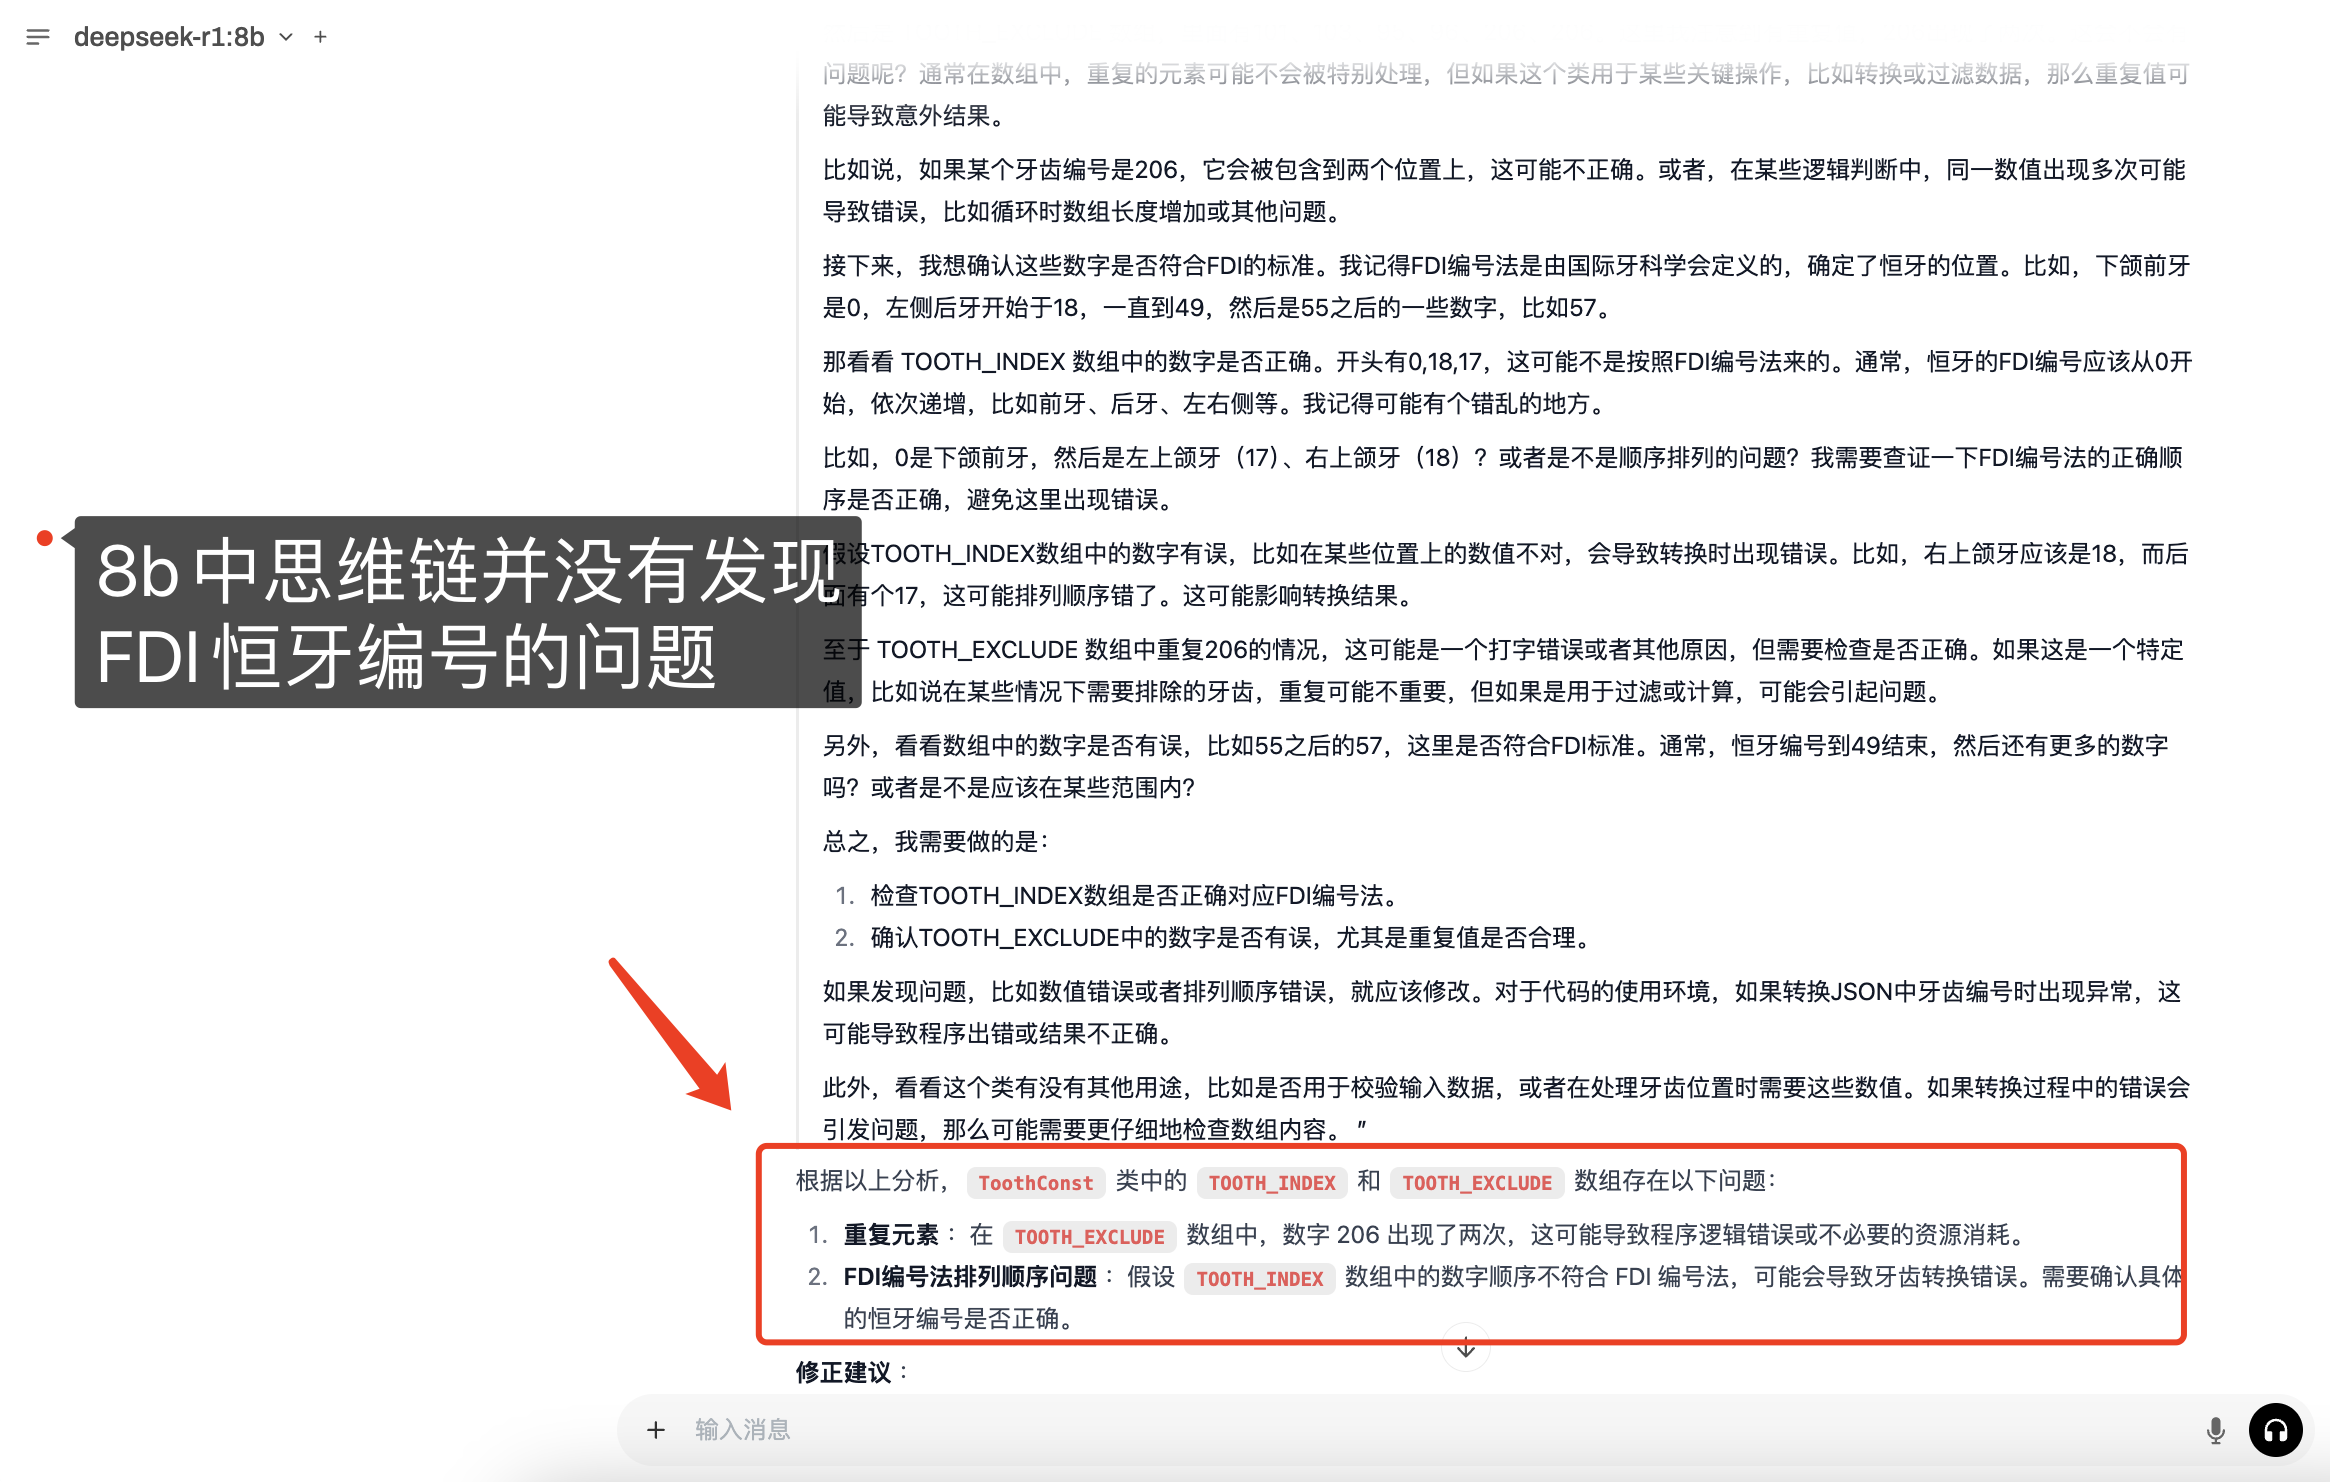 deepseek-r1:8b
问题呢？通常在数组中，重复的元素可能不会被特别处理，但如果这个类用于某些关键操作，比如转换或过滤数据，那么重复值可
能导致意外结果。
比如说，如果某个牙齿编号是206，它会被包含到两个位置上，这可能不正确。或者，在某些逻辑判断中，同一数值出现多次可能
导致错误，比如循环时数组长度增加或其他问题。
接下来，我想确认这些数字是否符合FDI的标准。我记得FDI编号法是由国际牙科学会定义的，确定了恒牙的位置。比如，下颌前牙
是0，左侧后牙开始于18，一直到49，然后是55之后的一些数字，比如57。
那看看 TOOTH_INDEX 数组中的数字是否正确。开头有0,18,17，这可能不是按照FDI编号法来的。通常，恒牙的FDI编号应该从0开
始，依次递增，比如前牙、后牙、左右侧等。我记得可能有个错乱的地方。
比如，0是下颌前牙，然后是左上颌牙（17）、右上颌牙（18）？或者是不是顺序排列的问题？我需要查证一下FDI编号法的正确顺
序是否正确，避免这里出现错误。
8b中思维链并没有发现
FDI恒牙编号的问题
假设TOOTH_INDEX数组中的数字有误，比如在某些位置上的数值不对，会导致转换时出现错误。比如，右上颌牙应该是18，而后
面有个17，这可能排列顺序错了。这可能影响转换结果。
至于 TOOTH_EXCLUDE 数组中重复206的情况，这可能是一个打字错误或者其他原因，但需要检查是否正确。如果这是一个特定
值，比如说在某些情况下需要排除的牙齿，重复可能不重要，但如果是用于过滤或计算，可能会引起问题。
另外，看看数组中的数字是否有误，比如55之后的57，这里是否符合FDI标准。通常，恒牙编号到49结束，然后还有更多的数字
吗？或者是不是应该在某些范围内？
总之，我需要做的是：
1. 检查TOOTH_INDEX数组是否正确对应FDI编号法。
2. 确认TOOTH_EXCLUDE中的数字是否有误，尤其是重复值是否合理。
如果发现问题，比如数值错误或者排列顺序错误，就应该修改。对于代码的使用环境，如果转换JSON中牙齿编号时出现异常，这
可能导致程序出错或结果不正确。
此外，看看这个类有没有其他用途，比如是否用于校验输入数据，或者在处理牙齿位置时需要这些数值。如果转换过程中的错误会
引发问题，那么可能需要更仔细地检查数组内容。 ”
根据以上分析， ToothConst 类中的 TOOTH_INDEX 和 TOOTH_EXCLUDE 数组存在以下问题：
1. 重复元素：在 TOOTH_EXCLUDE 数组中，数字 206 出现了两次，这可能导致程序逻辑错误或不必要的资源消耗。
2. FDI编号法排列顺序问题：假设 TOOTH_INDEX 数组中的数字顺序不符合 FDI 编号法，可能会导致牙齿转换错误。需要确认具体
的恒牙编号是否正确。
修正建议：
输入消息